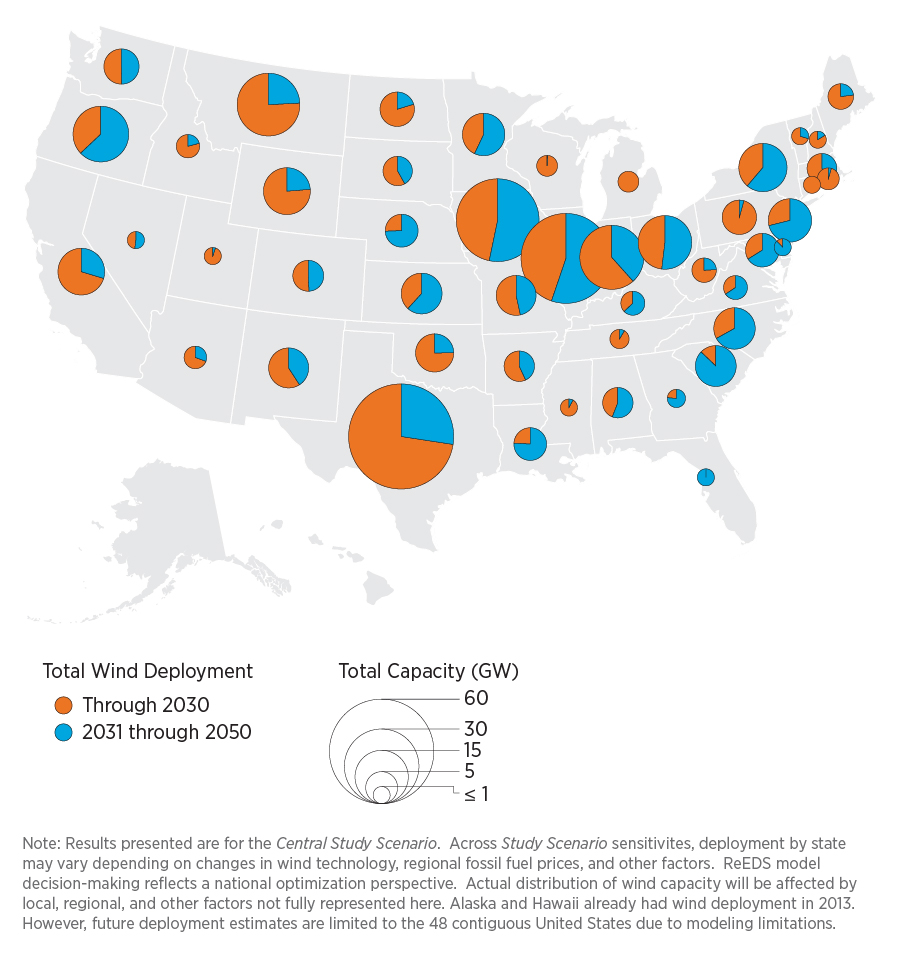 Total Wind Deployment
Through 2030
2031 through 2050
Total Capacity (GW)
60
30
15
5
≤ 1
Note: Results presented are for the Central Study Scenario.  Across Study Scenario sensitivites, deployment by state
may vary depending on changes in wind technology, regional fossil fuel prices, and other factors.  ReEDS model
decision-making reflects a national optimization perspective.  Actual distribution of wind capacity will be affected by
local, regional, and other factors not fully represented here. Alaska and Hawaii already had wind deployment in 2013.
However, future deployment estimates are limited to the 48 contiguous United States due to modeling limitations.